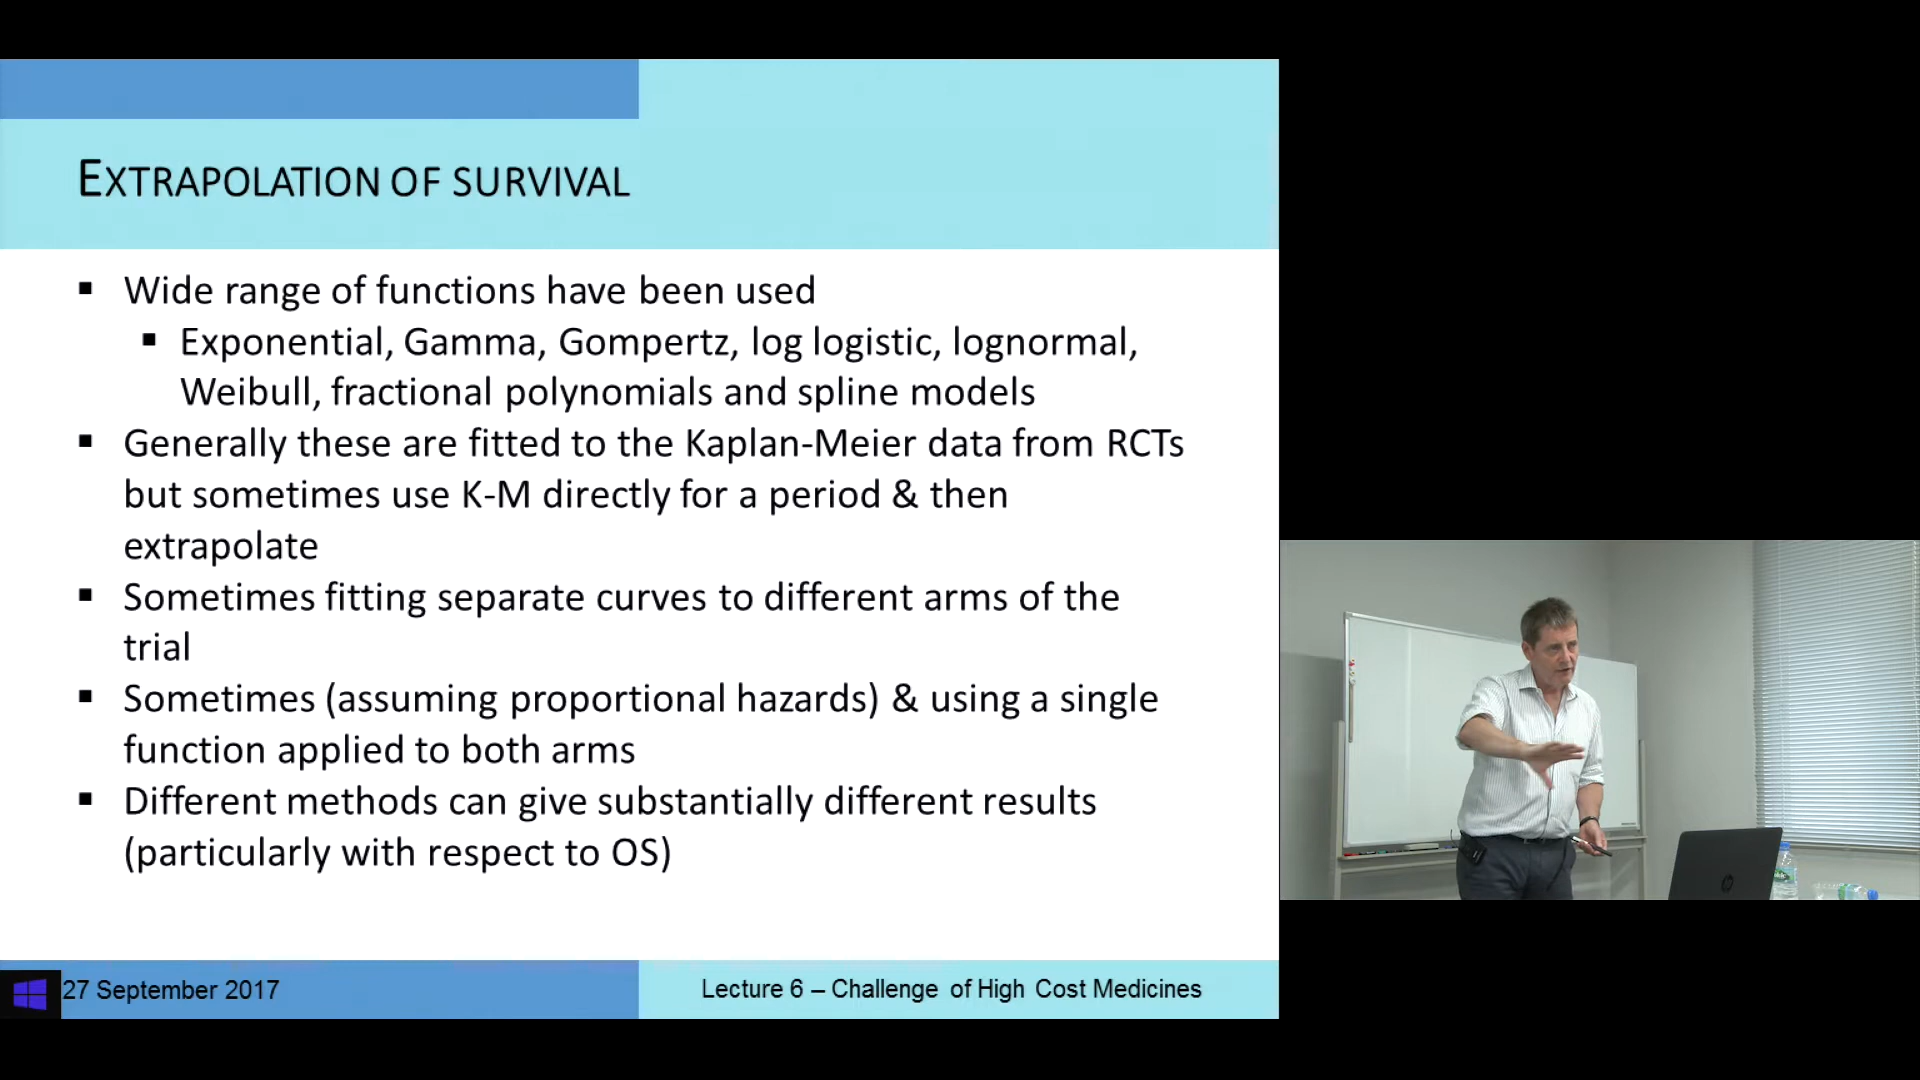 EXTRAPOLATION OF SURVIVAL
▪ Wide range of functions have been used
▪ Exponential, Gamma, Gompertz, log logistic, lognormal,
Weibull, fractional polynomials and spline models
▪ Generally these are fitted to the Kaplan-Meier data from RCTs
but sometimes use K-M directly for a period & then
extrapolate
▪ Sometimes fitting separate curves to different arms of the
trial
▪ Sometimes (assuming proportional hazards) & using a single
function applied to both arms
▪ Different methods can give substantially different results
(particularly with respect to OS)
27 September 2017
Lecture 6 – Challenge of High Cost Medicines
hp